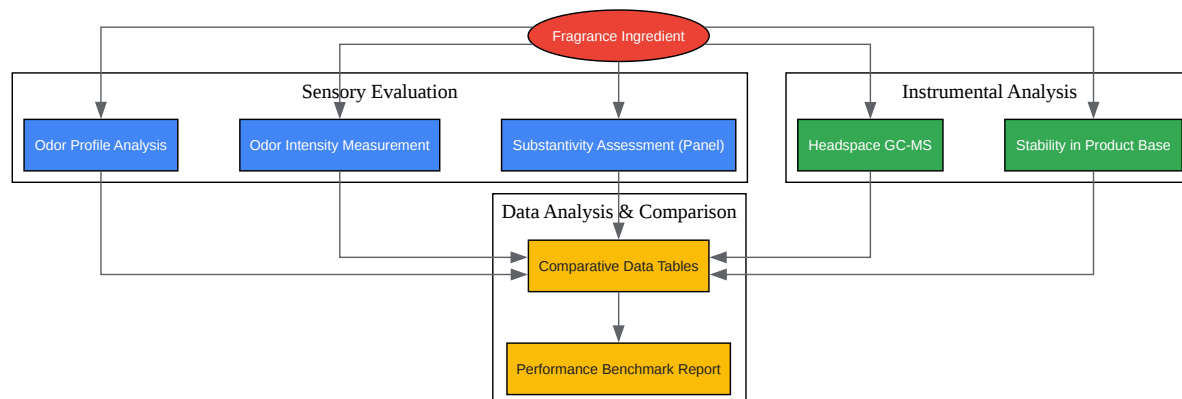 Fragrance Ingredient
Sensory Evaluation
Instrumental Analysis
Odor Profile Analysis
Odor Intensity Measurement
Substantivity Assessment (Panel)
Headspace GC-MS
Stability in Product Base
Data Analysis & Comparison
Comparative Data Tables
Performance Benchmark Report